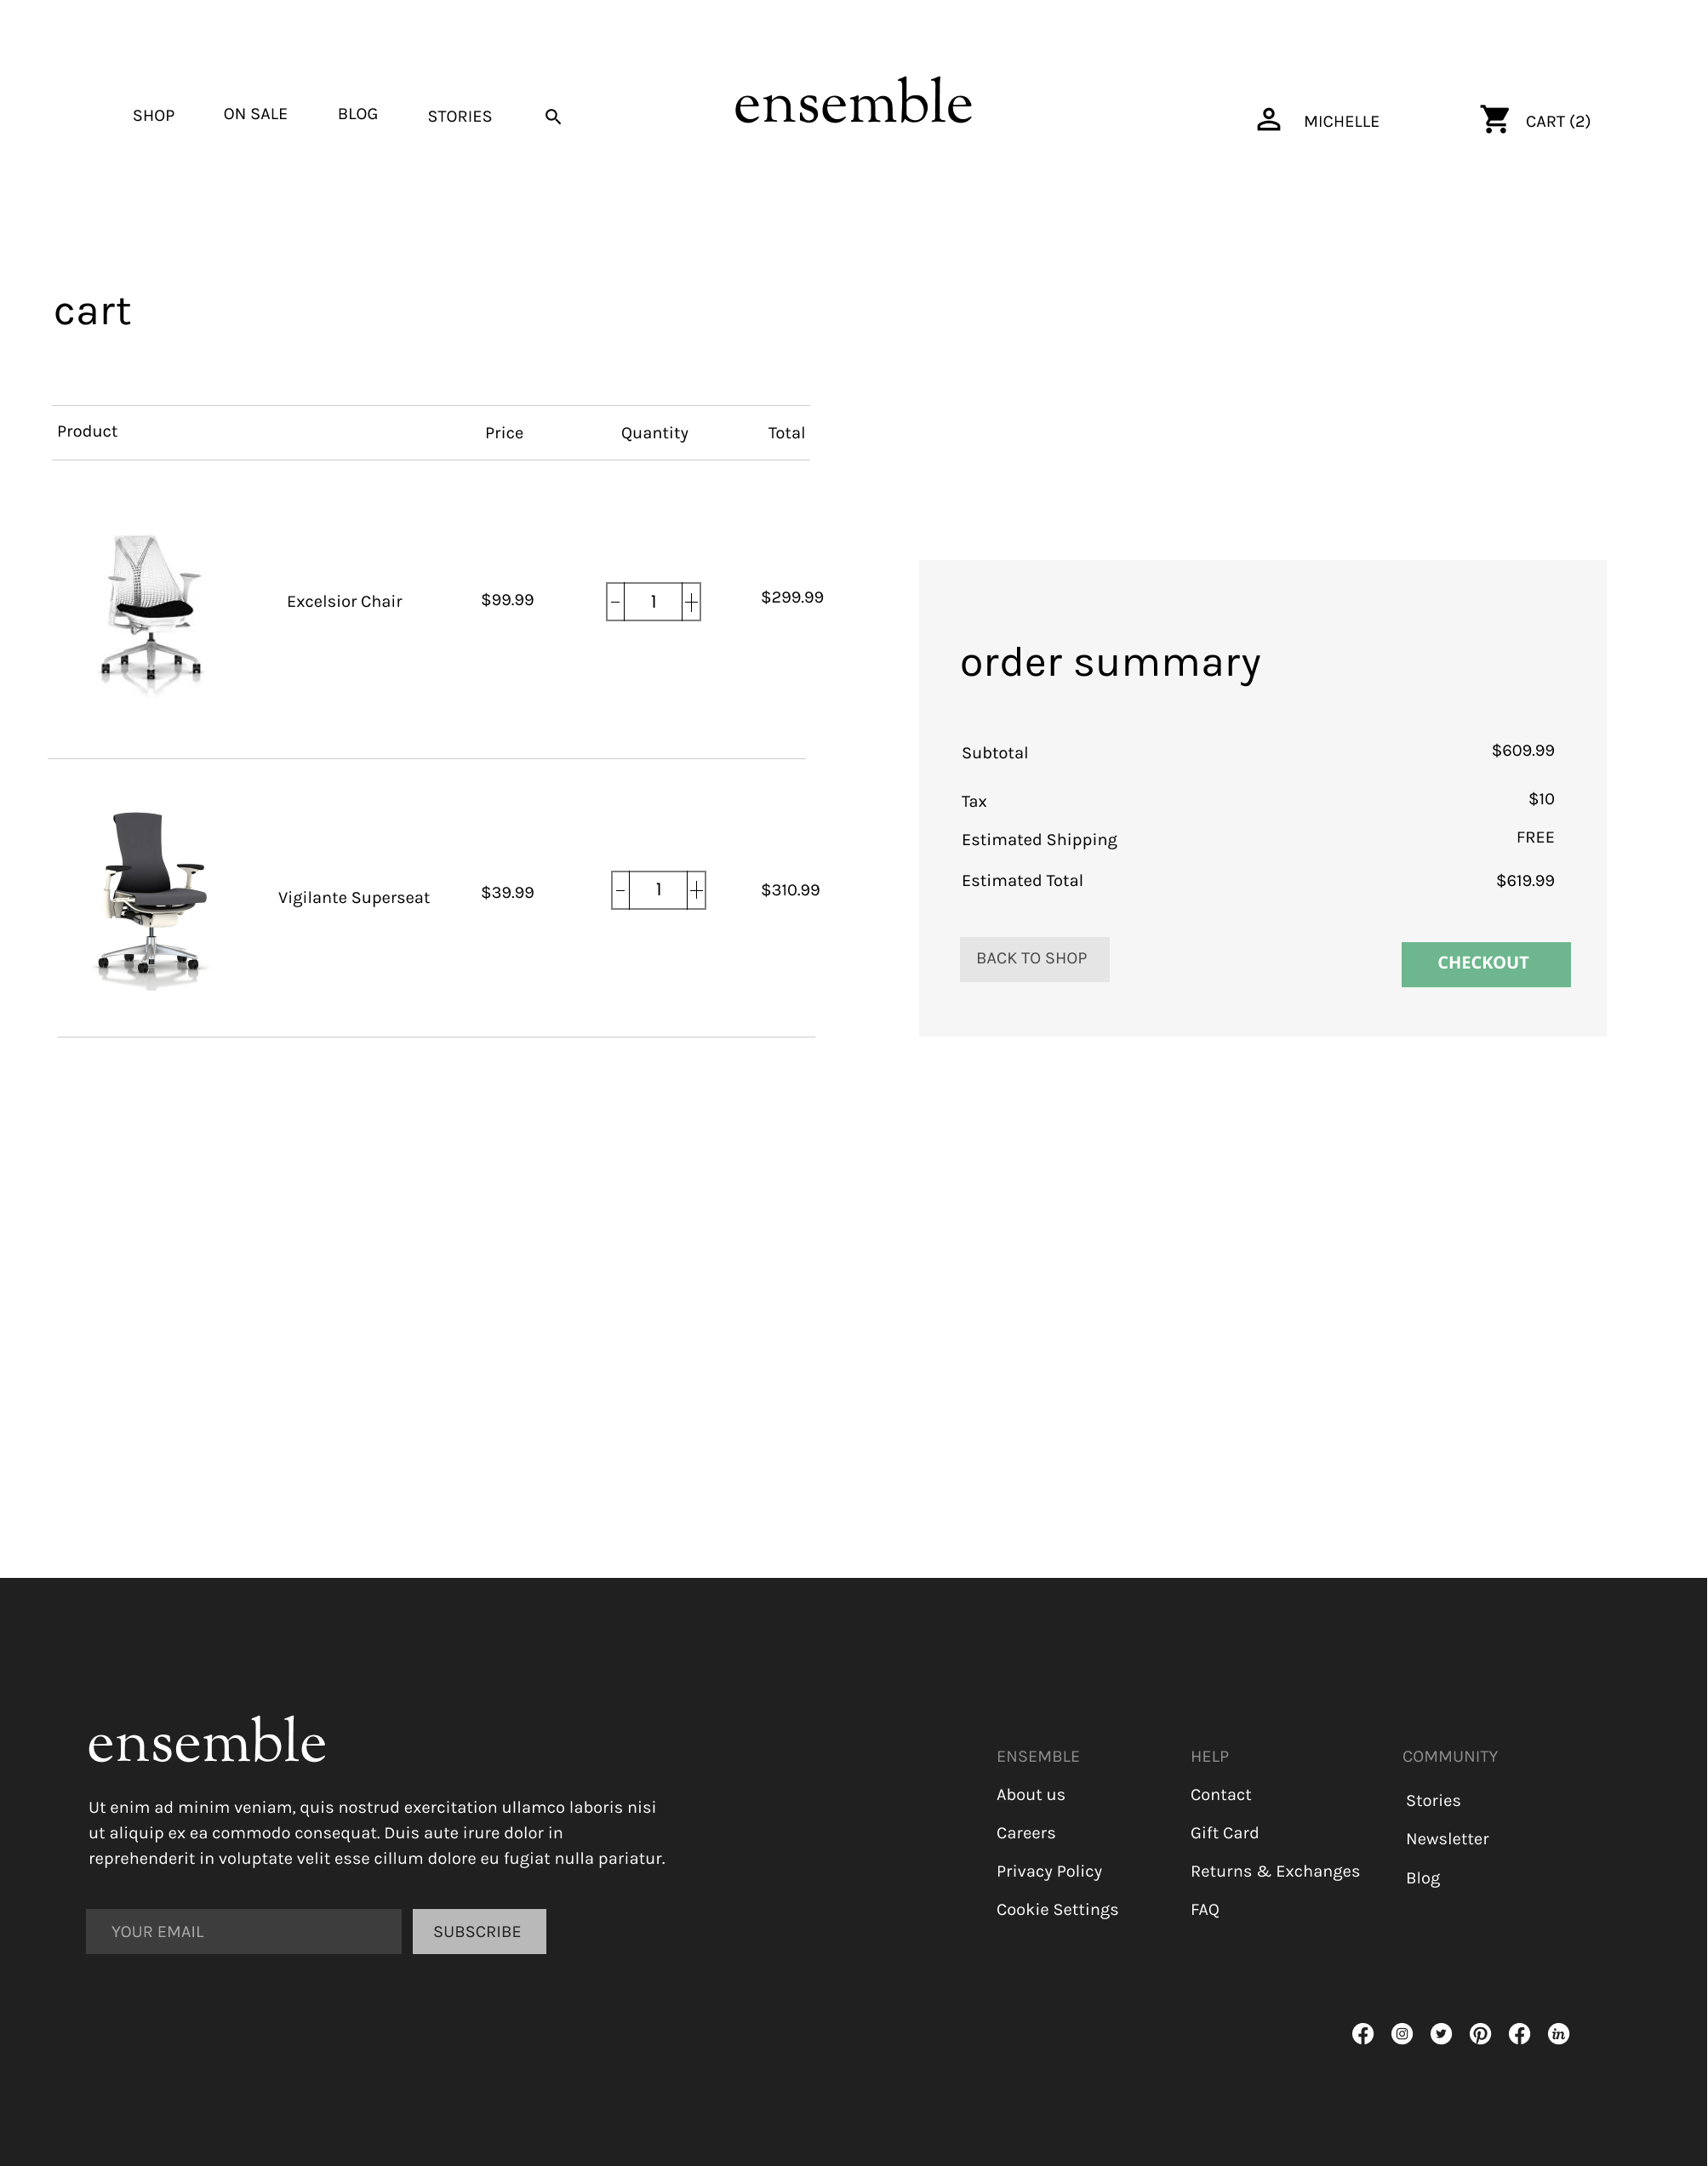 SHOP ON SALE BLOG STORIES ensemble MICHELLE CART (2)
cart
Product Price Quantity Total
Excelsior Chair $99.99 − 1 + $299.99
order summary
Subtotal $609.99
Tax $10
Estimated Shipping FREE
Estimated Total $619.99
Vigilante Superseat $39.99 − 1 + $310.99
BACK TO SHOP CHECKOUT
ensemble
Ut enim ad minim veniam, quis nostrud exercitation ullamco laboris nisi
ut aliquip ex ea commodo consequat. Duis aute irure dolor in
reprehenderit in voluptate velit esse cillum dolore eu fugiat nulla pariatur.
YOUR EMAIL SUBSCRIBE
ENSEMBLE
About us
Careers
Privacy Policy
Cookie Settings
HELP
Contact
Gift Card
Returns & Exchanges
FAQ
COMMUNITY
Stories
Newsletter
Blog